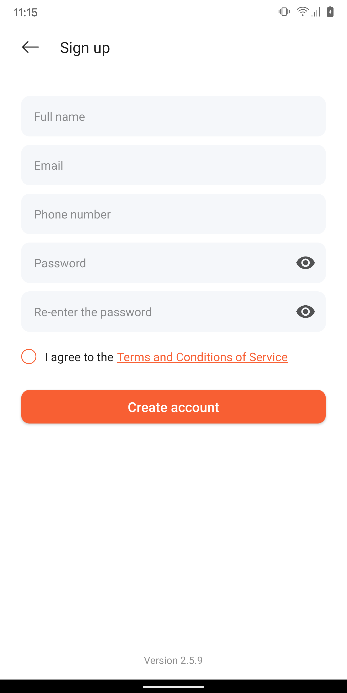 11:15
Sign up
Full name
Email
Phone number
Password
Re-enter the password
I agree to the Terms and Conditions of Service
Create account
Version 2.5.9